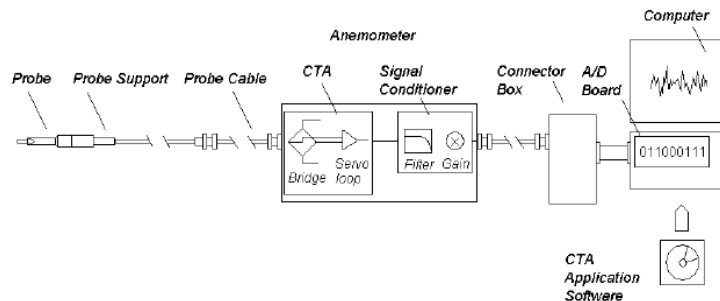 Computer
Anemometer
Probe
Probe Support
Probe Cable
CTA
Signal
Conditioner
Connector
Box
A/D
Board
Bridge
Servo
loop
Filter
Gain
011000111
CTA
Application
Software